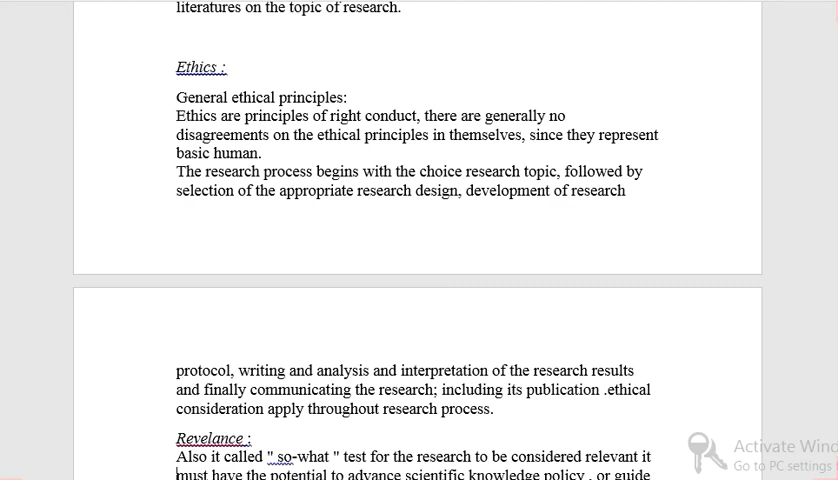 literatures on the topic of research.
Ethics :
General ethical principles:
Ethics are principles of right conduct, there are generally no
disagreements on the ethical principles in themselves, since they represent
basic human.
The research process begins with the choice research topic, followed by
selection of the appropriate research design, development of research
protocol, writing and analysis and interpretation of the research results
and finally communicating the research; including its publication .ethical
consideration apply throughout research process.
Revelance :
Also it called " so-what " test for the research to be considered relevant it
must have the potential to advance scientific knowledge policy , or guide
Activate Wind
Go to PC settings